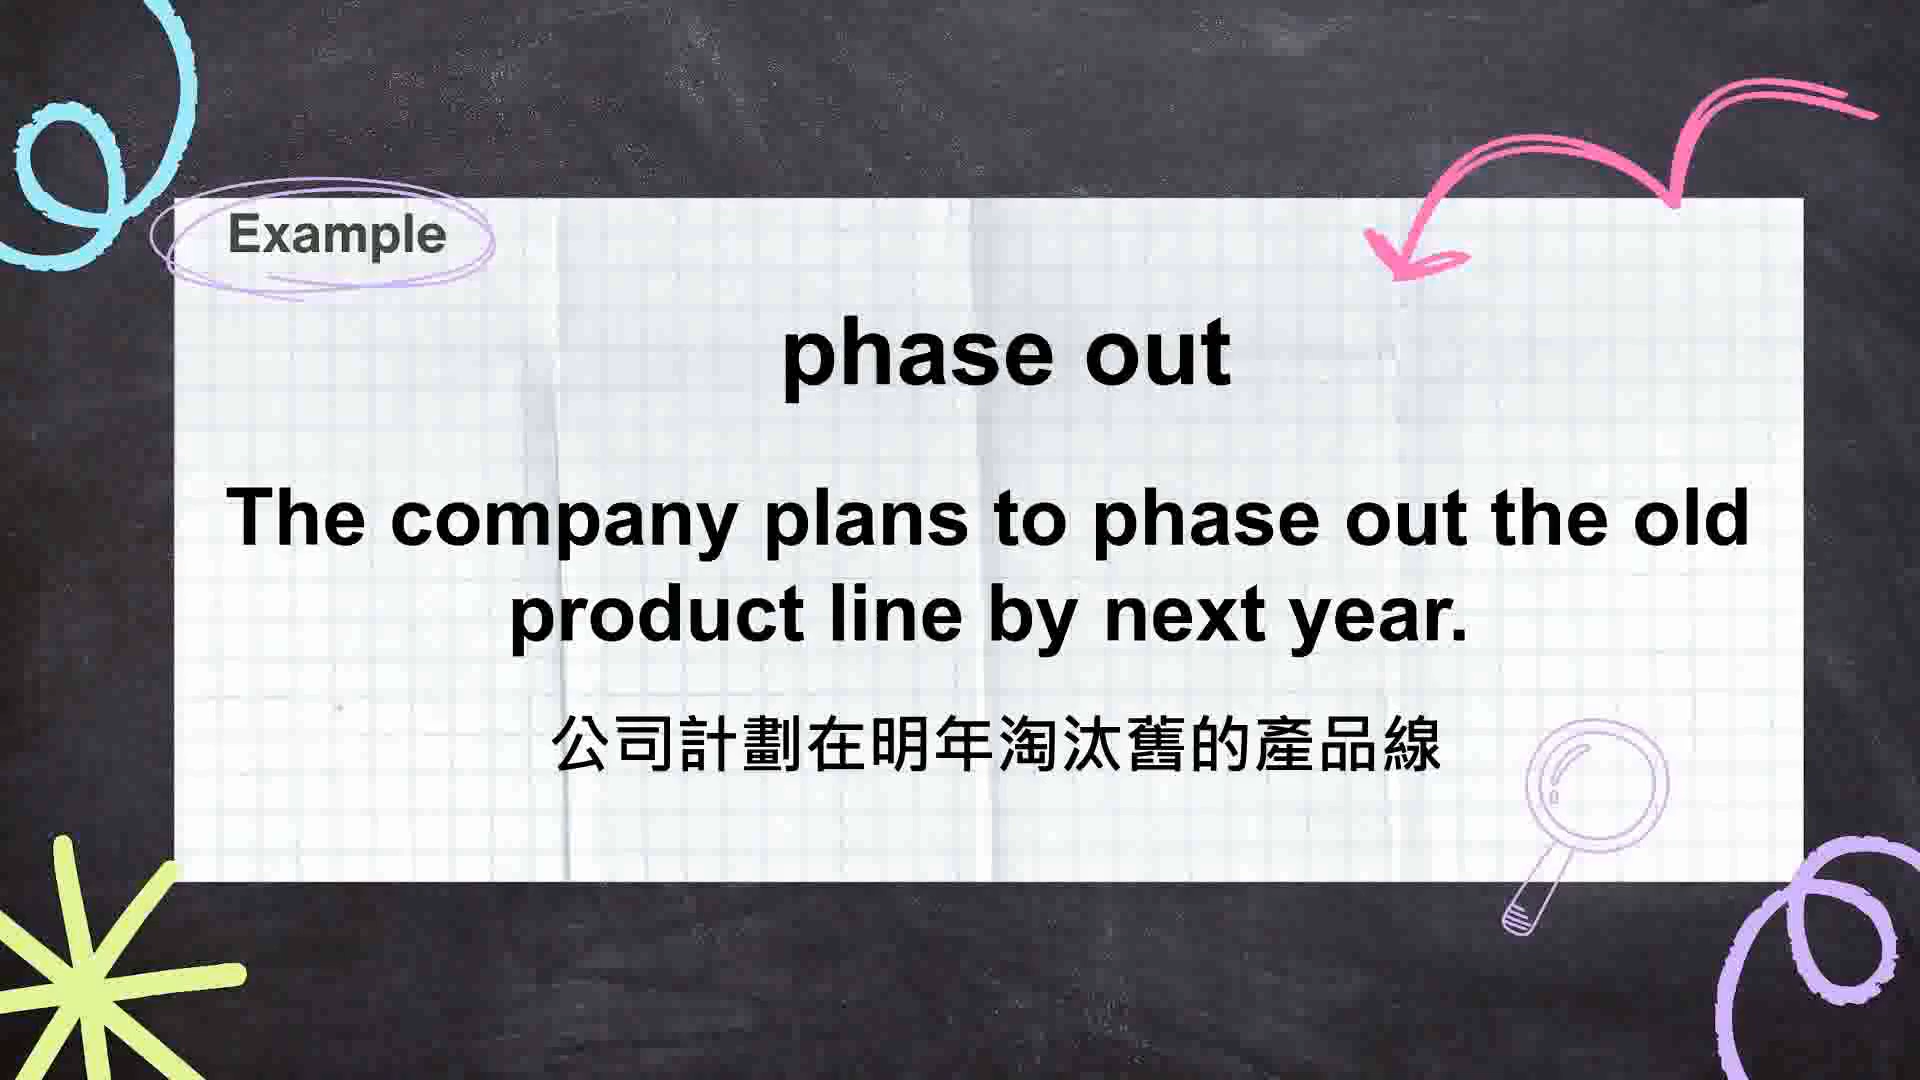 Example
phase out
The company plans to phase out the old
product line by next year.
公司計劃在明年淘汰舊的產品線